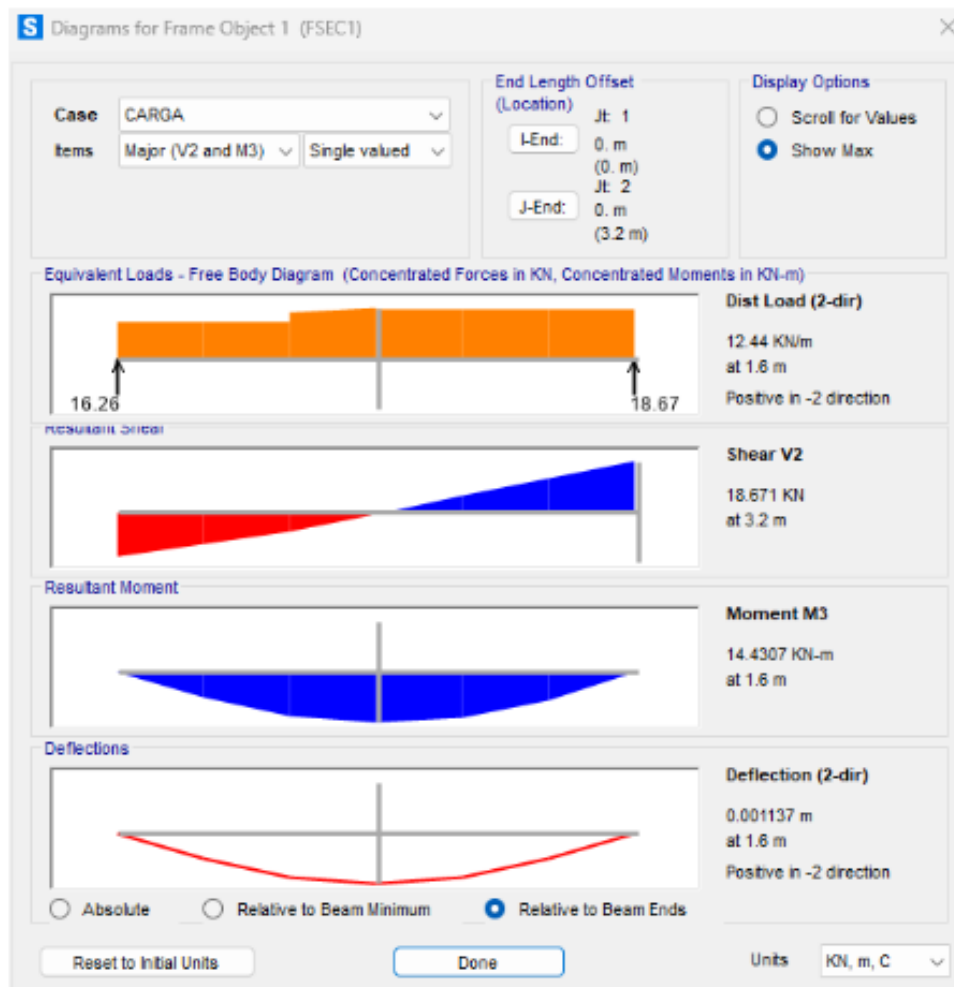 S Diagrams for Frame Object 1 (FSEC1)
Case CARGA
Items Major (V2 and M3) Single valued
End Length Offset
(Location)
Jt: 1
I-End: 0. m
(0. m)
Jt: 2
J-End: 0. m
(3.2 m)
Display Options
Scroll for Values
Show Max
Equivalent Loads - Free Body Diagram (Concentrated Forces in KN, Concentrated Moments in KN-m)
16.26
18.67
Dist Load (2-dir)
12.44 KN/m
at 1.6 m
Positive in -2 direction
Resultant Shear
Shear V2
18.671 KN
at 3.2 m
Resultant Moment
Moment M3
14.4307 KN-m
at 1.6 m
Deflections
Deflection (2-dir)
0.001137 m
at 1.6 m
Positive in -2 direction
Absolute Relative to Beam Minimum Relative to Beam Ends
Reset to Initial Units Done Units KN, m, C